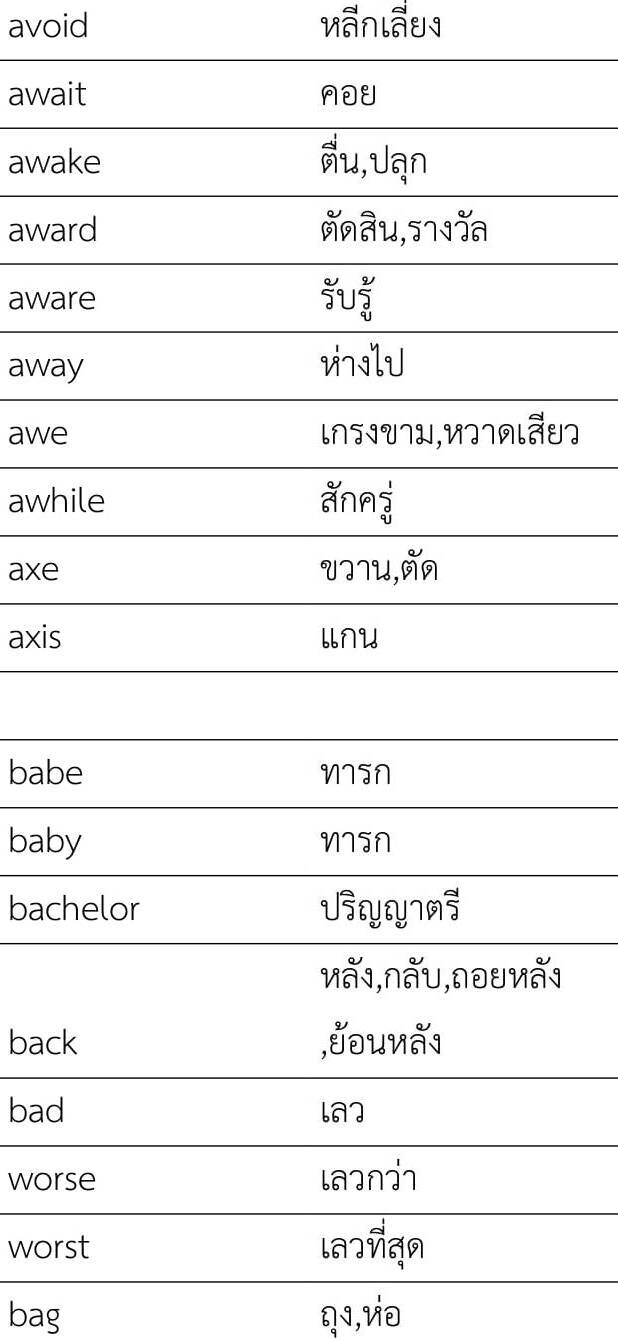 avoid หลีกเลี่ยง
await คอย
awake ตื่น,ปลุก
award ตัดสิน,รางวัล
aware รับรู้
away ห่างไป
awe เกรงขาม,หวาดเสียว
awhile สักครู่
axe ขวาน,ตัด
axis แกน
babe ทารก
baby ทารก
bachelor ปริญญาตรี
หลัง,กลับ,ถอยหลัง
back ,ย้อนหลัง
bad เลว
worse เลวกว่า
worst เลวที่สุด
bag ถุง,ห่อ